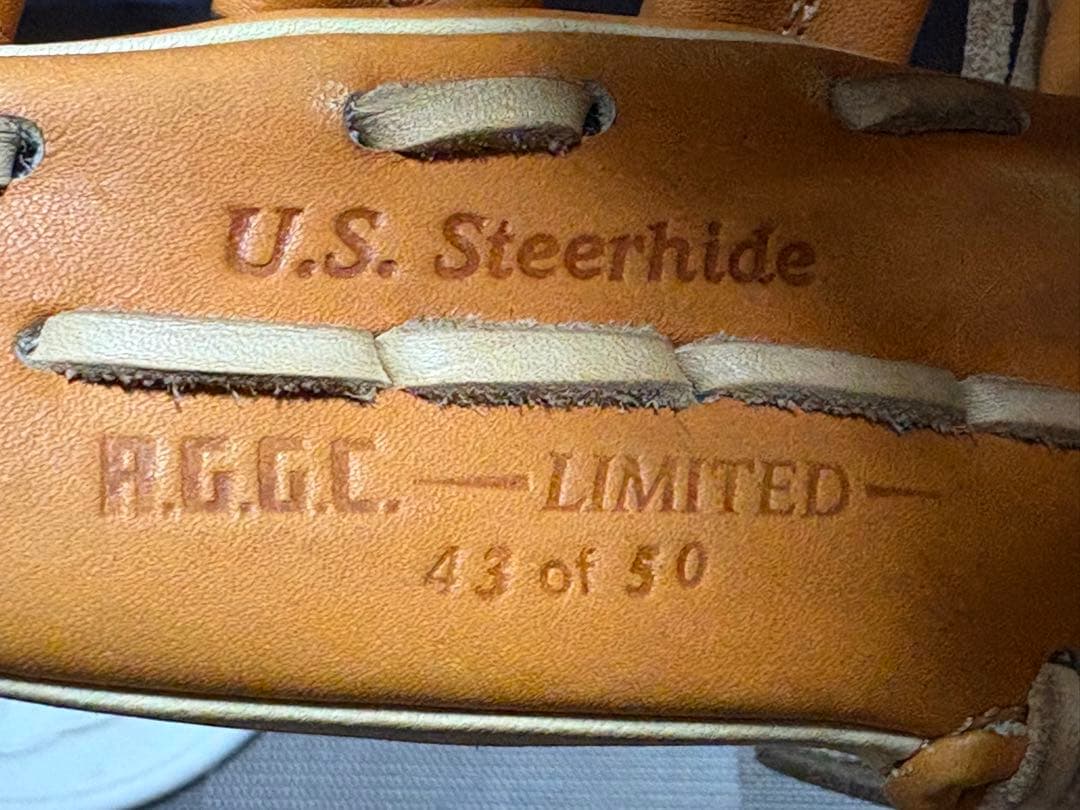 U.S. Steerhide
A.G.G.C. — LIMITED —
43 of 50